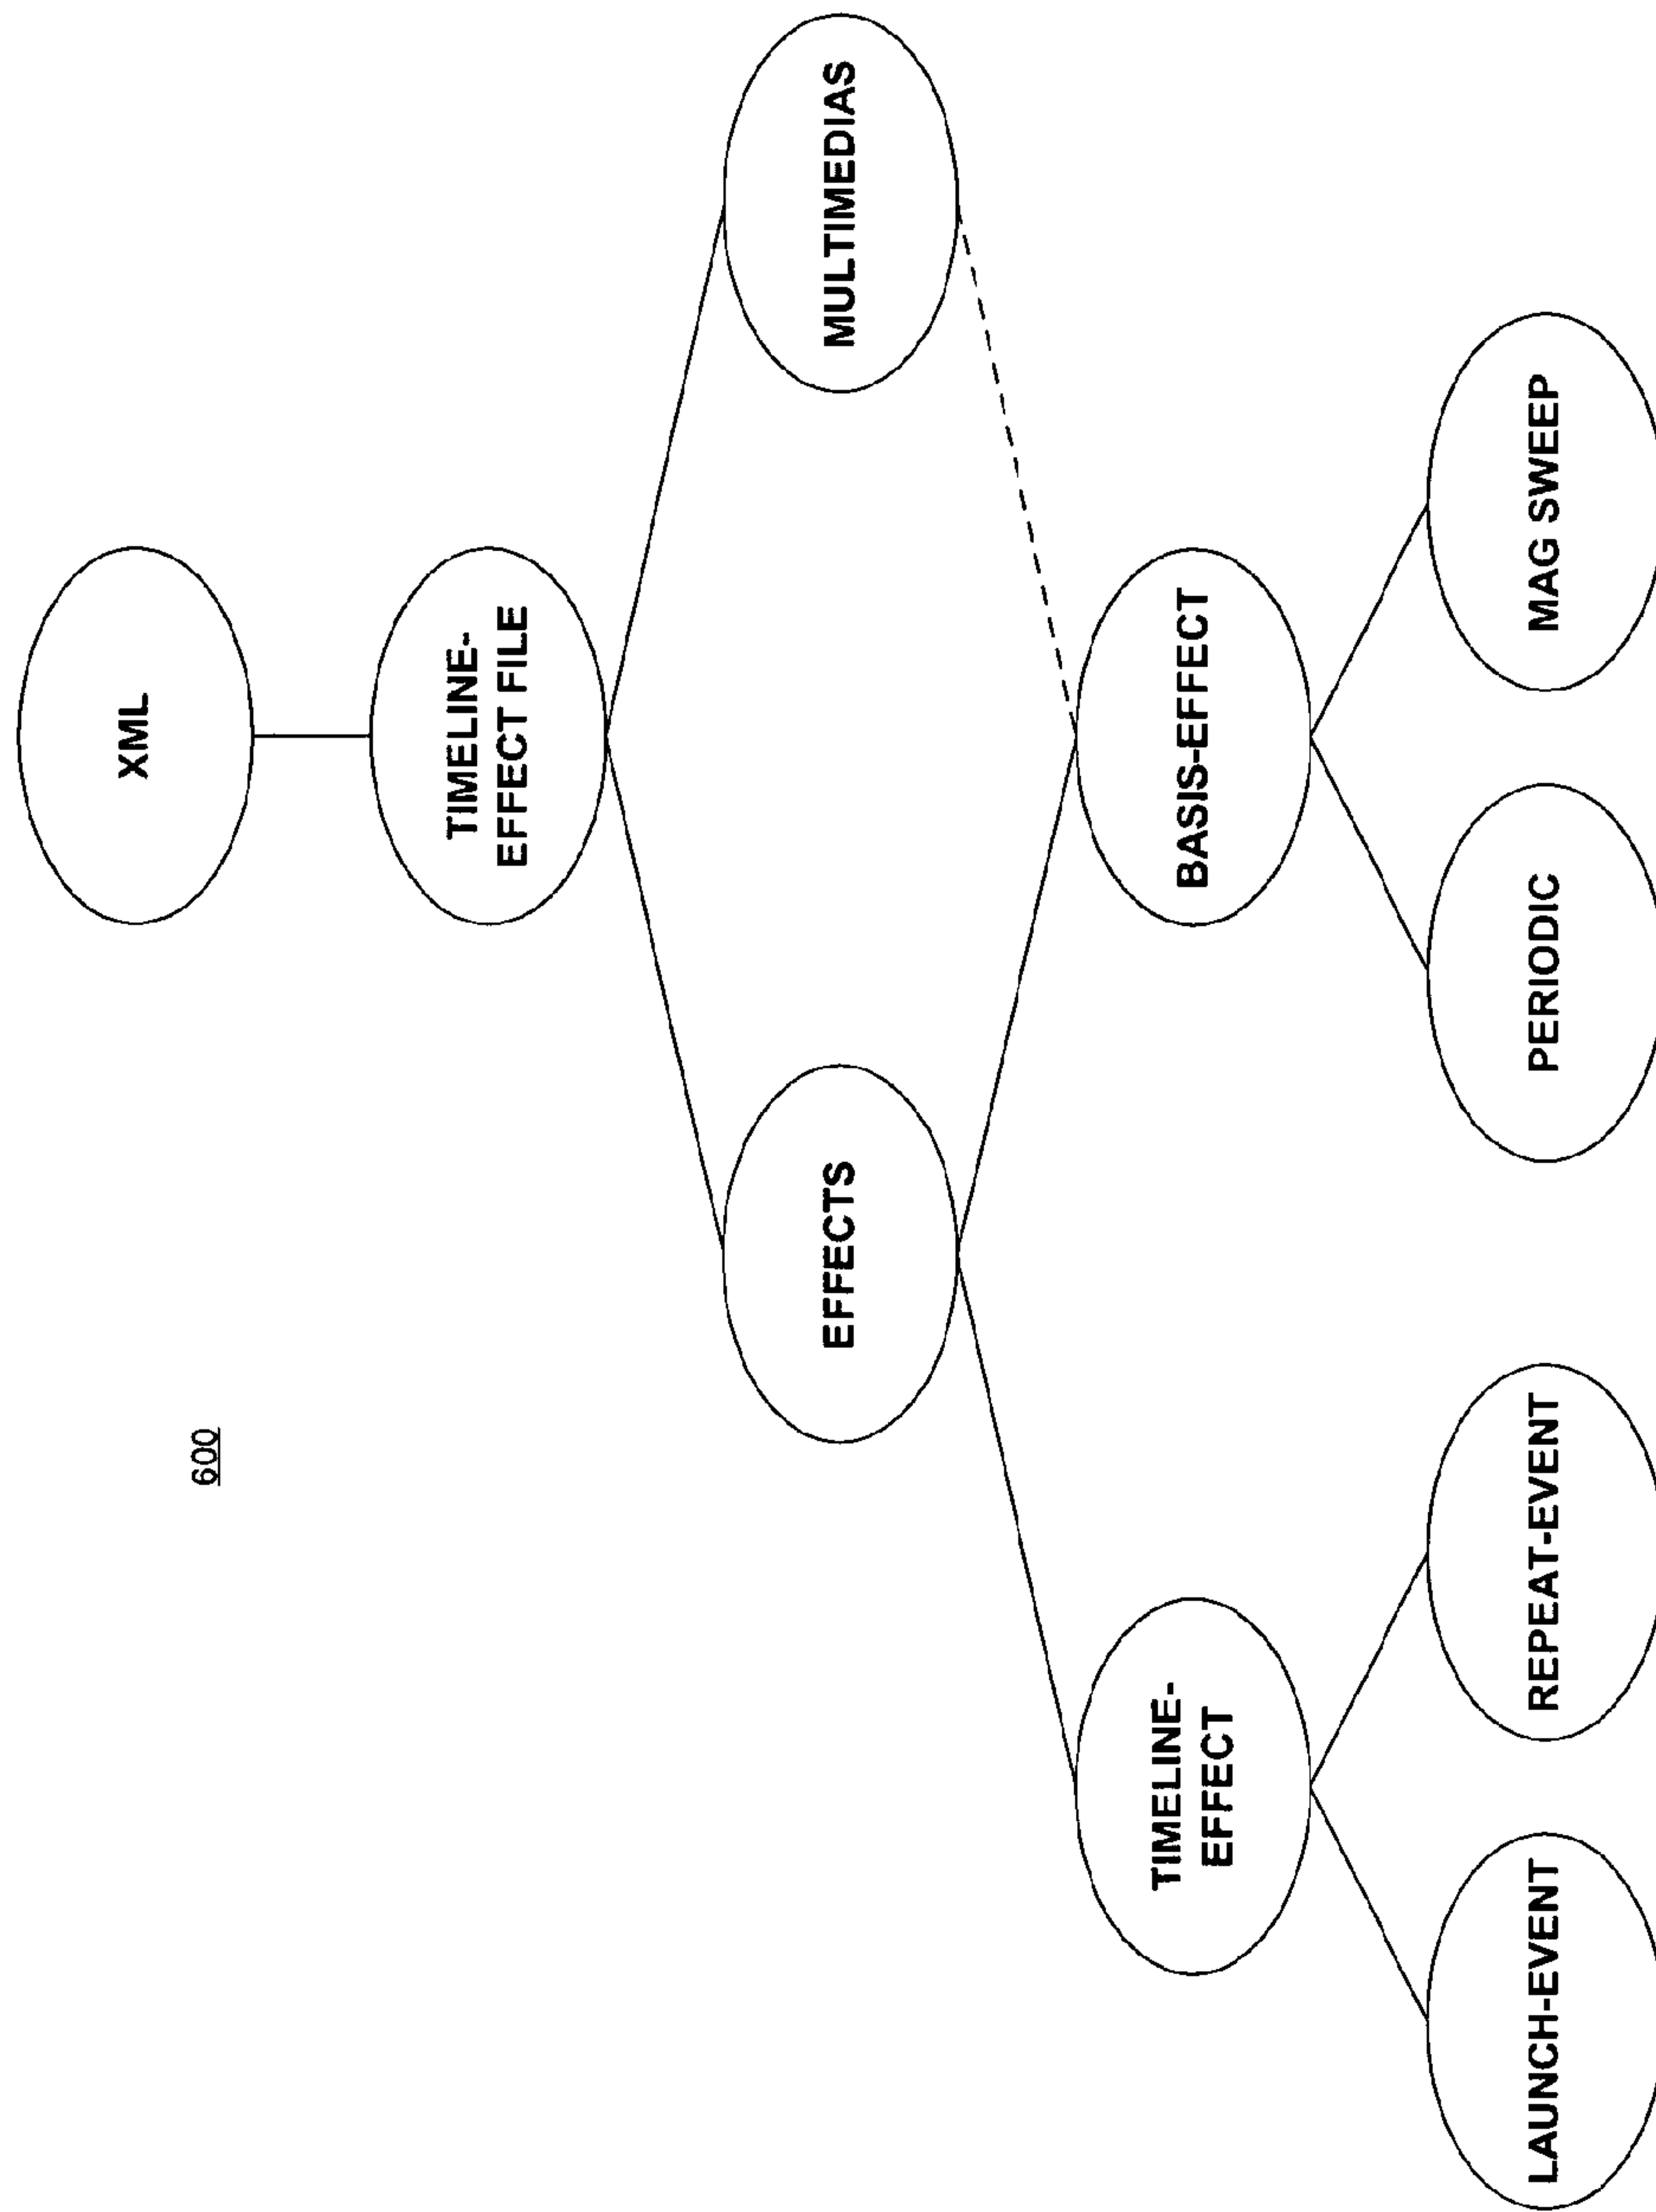 600
XML
TIMELINE-
EFFECT FILE
EFFECTS
MULTIMEDIAS
TIMELINE-
EFFECT
BASIS-EFFECT
LAUNCH-EVENT
REPEAT-EVENT
PERIODIC
MAG SWEEP